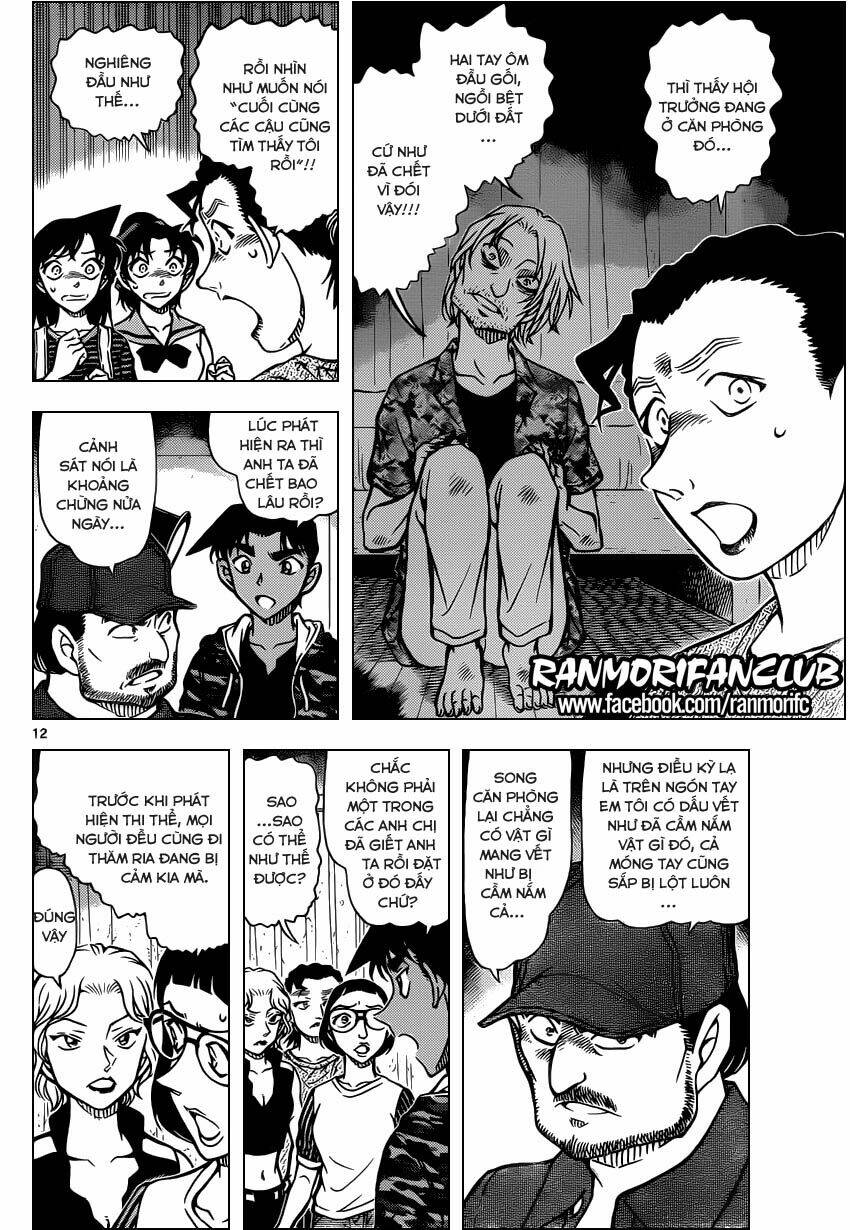 THÌ THẤY HỘI
TRƯỞNG ĐANG
Ở CĂN PHÒNG
ĐÓ...
HAI TAY ÔM
ĐẦU GỐI,
NGỒI BỆT
DƯỚI ĐẤT
...
CỨ NHƯ
ĐÃ CHẾT
VÌ ĐÓI
VẬY!!!
RANMORIFANCLUB
www.facebook.com/ranmorifc
RỒI NHÌN
NHƯ MUỐN NÓI
"CUỐI CÙNG
CÁC CẬU CŨNG
TÌM THẤY TÔI
RỒI"!!
NGHIÊNG
ĐẦU NHƯ
THẾ...
LÚC PHÁT
HIỆN RA THÌ
ANH TA ĐÃ
CHẾT BAO
LÂU RỒI?
CẢNH
SÁT NÓI LÀ
KHOẢNG
CHỪNG NỬA
NGÀY...
12
NHƯNG ĐIỀU KỲ LẠ
LÀ TRÊN NGÓN TAY
EM TÔI CÓ DẤU VẾT
NHƯ ĐÃ CẦM NẮM
VẬT GÌ ĐÓ, CẢ
MÓNG TAY CŨNG
SẮP BỊ LỘT LUÔN
...
SONG
CĂN PHÒNG
LẠI CHẲNG
CÓ VẬT GÌ
MANG VẾT
NHƯ BỊ
CẦM NẮM
CẢ...
CHẮC
KHÔNG PHẢI
MỘT TRONG
CÁC ANH CHỊ
ĐÃ GIẾT ANH
TA RỒI ĐẶT
Ở ĐÓ ĐẤY
CHỨ?
SAO
...SAO
CÓ THỂ
NHƯ THẾ
ĐƯỢC?
TRƯỚC KHI PHÁT
HIỆN THI THỂ, MỌI
NGƯỜI ĐỀU CÙNG ĐI
THĂM RIA ĐANG BỊ
CẢM KIA MÀ.
ĐÚNG
VẬY